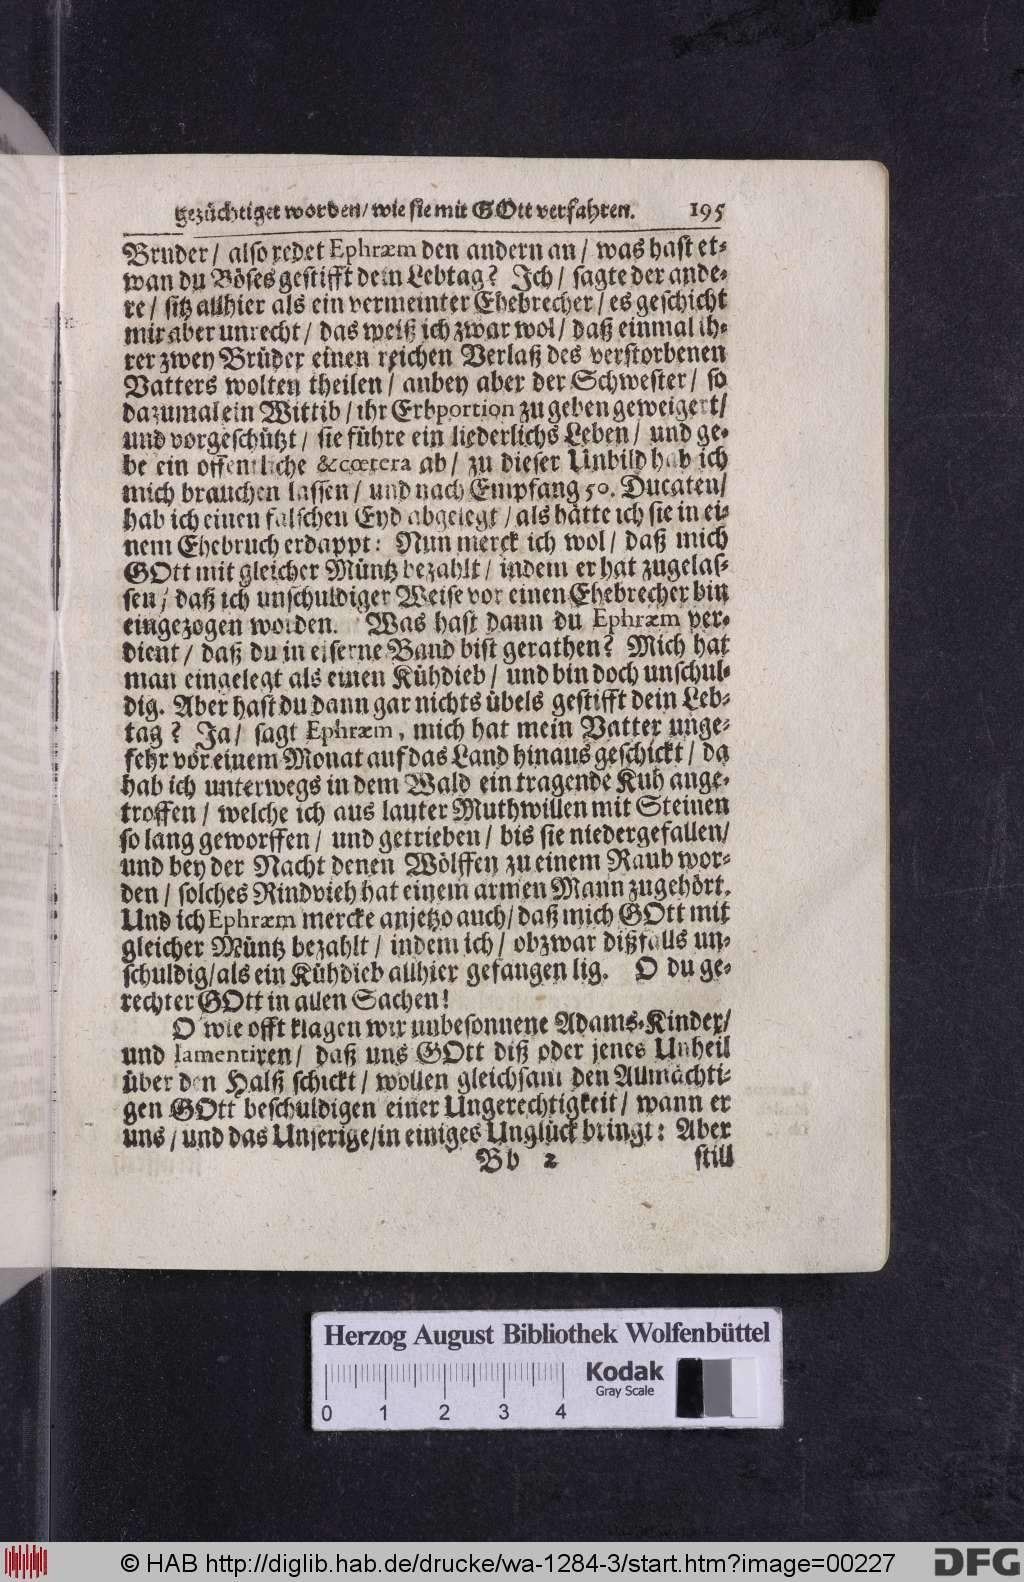 gezüchtiget worden/ wie sie mit GOtt verfahren. 195
Bruder/ also redet Ephræm den andern an/ was hast et-
wan du Böses gestifft dein Lebtag? Ich/ sagte der ande-
re/ sitz allhier als ein vermeinter Ehebrecher/ es geschicht
mir aber unrecht/ das weiß ich zwar wol/ daß einmal ih-
rer zwey Brüder einen reichen Verlaß des verstorbenen
Vatters wolten theilen/ anbey aber der Schwester/ so
dazumal ein Wittib/ ihr Erbportion zu geben geweigert/
und vorgeschützt/ sie führe ein liederlichs Leben/ und ge-
be ein offentliche &cœtera ab/ zu dieser Unbild hab ich
mich brauchen lassen/ und nach Empfang 50. Ducaten/
hab ich einen falschen Eyd abgelegt/ als hätte ich sie in ei-
nem Ehebruch erdappt: Nun merck ich wol/ daß mich
GOtt mit gleicher Müntz bezahlt/ indem er hat zugelas-
sen/ daß ich unschuldiger Weise vor einen Ehebrecher bin
eingezogen worden. Was hast dann du Ephræm ver-
dient/ daß du in eiserne Band bist gerathen? Mich hat
man eingelegt als einen Kühdieb/ und bin doch unschul-
dig. Aber hast du dann gar nichts übels gestifft dein Leb-
tag? Ja/ sagt Ephræm, mich hat mein Vatter unge-
fehr vor einem Monat auf das Land hinaus geschickt/ da
hab ich unterwegs in dem Wald ein tragende Kuh ange-
troffen/ welche ich aus lauter Muthwillen mit Steinen
so lang geworffen/ und getrieben/ bis sie niedergefallen/
und bey der Nacht denen Wölffen zu einem Raub wor-
den/ solches Rindvieh hat einem armen Mann zugehört.
Und ich Ephræm mercke anjetzo auch/ daß mich GOtt mit
gleicher Müntz bezahlt/ indem ich/ obzwar dißfalls un-
schuldig/ als ein Kühdieb allhier gefangen lig. O du ge-
rechter GOtt in allen Sachen!
O wie offt klagen wir unbesonnene Adams-Kinder/
und lamentiren/ daß uns GOtt diß oder jenes Unheil
über den Halß schickt/ wollen gleichsam den Allmächti-
gen GOtt beschuldigen einer Ungerechtigkeit/ wann er
uns/ und das Unserige/ in einiges Unglück bringt: Aber
Bb 2 still
Herzog August Bibliothek Wolfenbüttel
Kodak
Gray Scale
0 1 2 3 4
© HAB http://diglib.hab.de/drucke/wa-1284-3/start.htm?image=00227
DFG